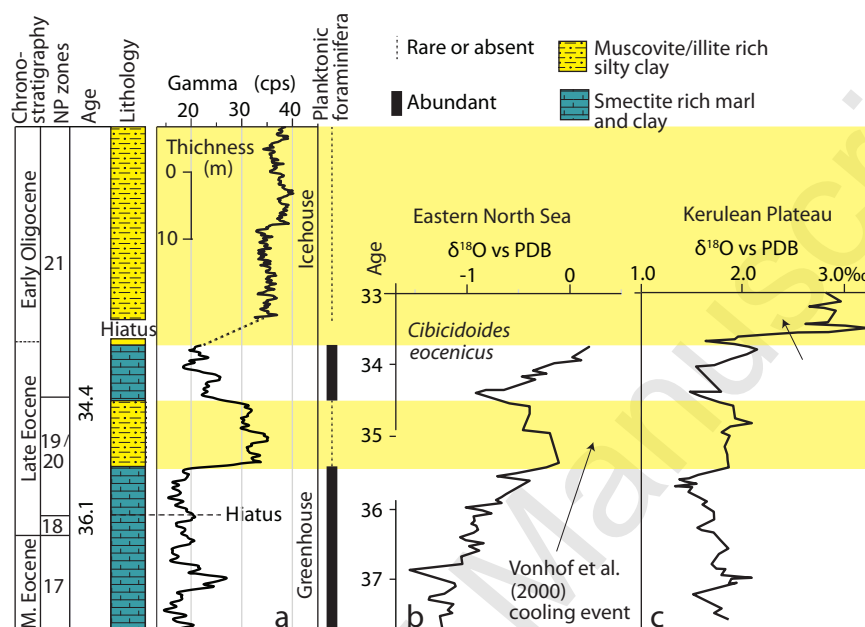 Rare or absent
Abundant
Muscovite/illite rich
silty clay
Smectite rich marl
and clay
Chrono-
stratigraphy
NP zones
Age
Lithology
Gamma (cps)
20 30 40
Planktonic
foraminifera
Thickness
(m)
0
10
Early Oligocene
21
Hiatus
Late Eocene
19/
20
34.4
36.1
18
Hiatus
M. Eocene
17
Icehouse
Greenhouse
a
Eastern North Sea
δ18O vs PDB
-1 0
Age
33
34
35
36
37
Cibicidoides
eocenicus
Vonhof et al.
(2000)
cooling event
b
Kerulean Plateau
δ18O vs PDB
1.0 2.0 3.0‰
c
Manuscri